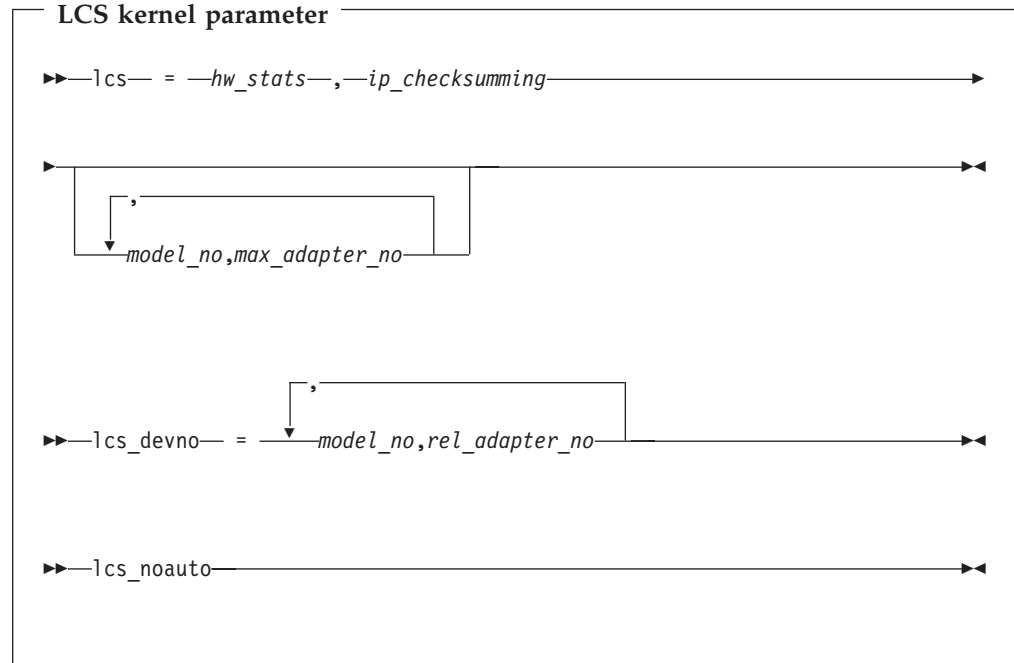 LCS kernel parameter
lcs = hw_stats , ip_checksumming
,
model_no,max_adapter_no
,
lcs_devno = model_no,rel_adapter_no
lcs_noauto